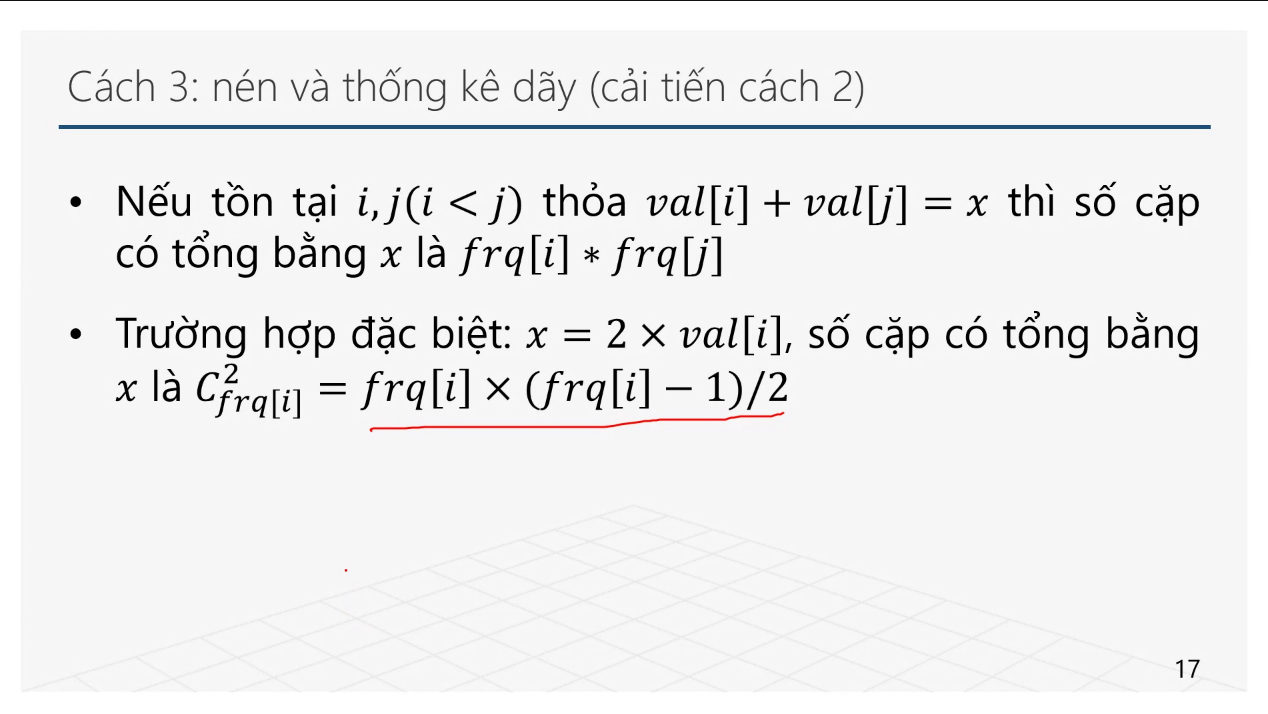 Cách 3: nén và thống kê dãy (cải tiến cách 2)
• Nếu tồn tại i, j(i < j) thỏa val[i] + val[j] = x thì số cặp
có tổng bằng x là frq[i] ∗ frq[j]
• Trường hợp đặc biệt: x = 2 × val[i], số cặp có tổng bằng
x là C²_frq[i] = frq[i] × (frq[i] − 1)/2
17